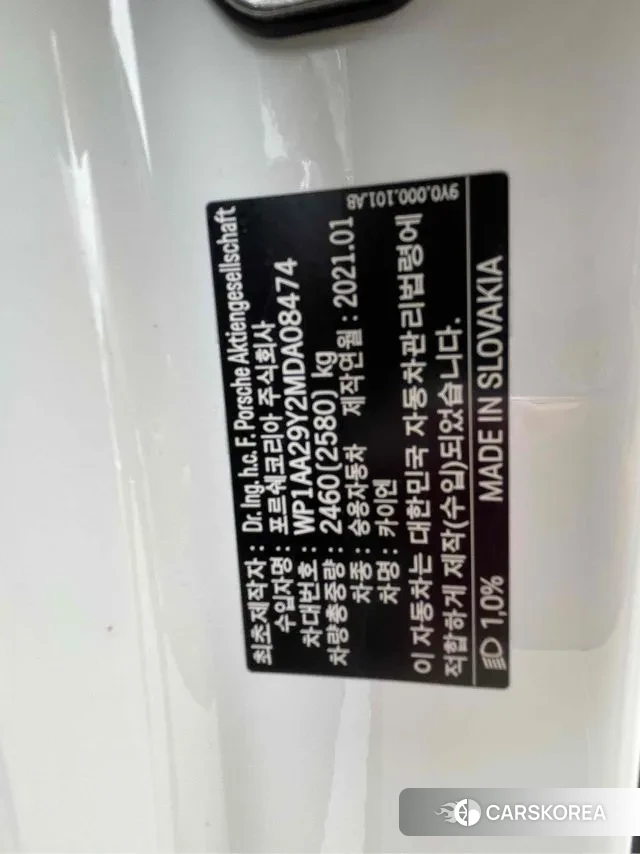 9Y0.000.101.AB
최초제작자 : Dr. Ing. h.c. F. Porsche Aktiengesellschaft
수입자명 : 포르쉐코리아 주식회사
차대번호 : WP1AA29Y2MDA08474
차량총중량 : 2460(2580) kg
차종 : 승용자동차 제작연월 : 2021.01
차명 : 카이엔
이 자동차는 대한민국 자동차관리법령에
적합하게 제작(수입)되었습니다.
1,0% MADE IN SLOVAKIA
CARSKOREA